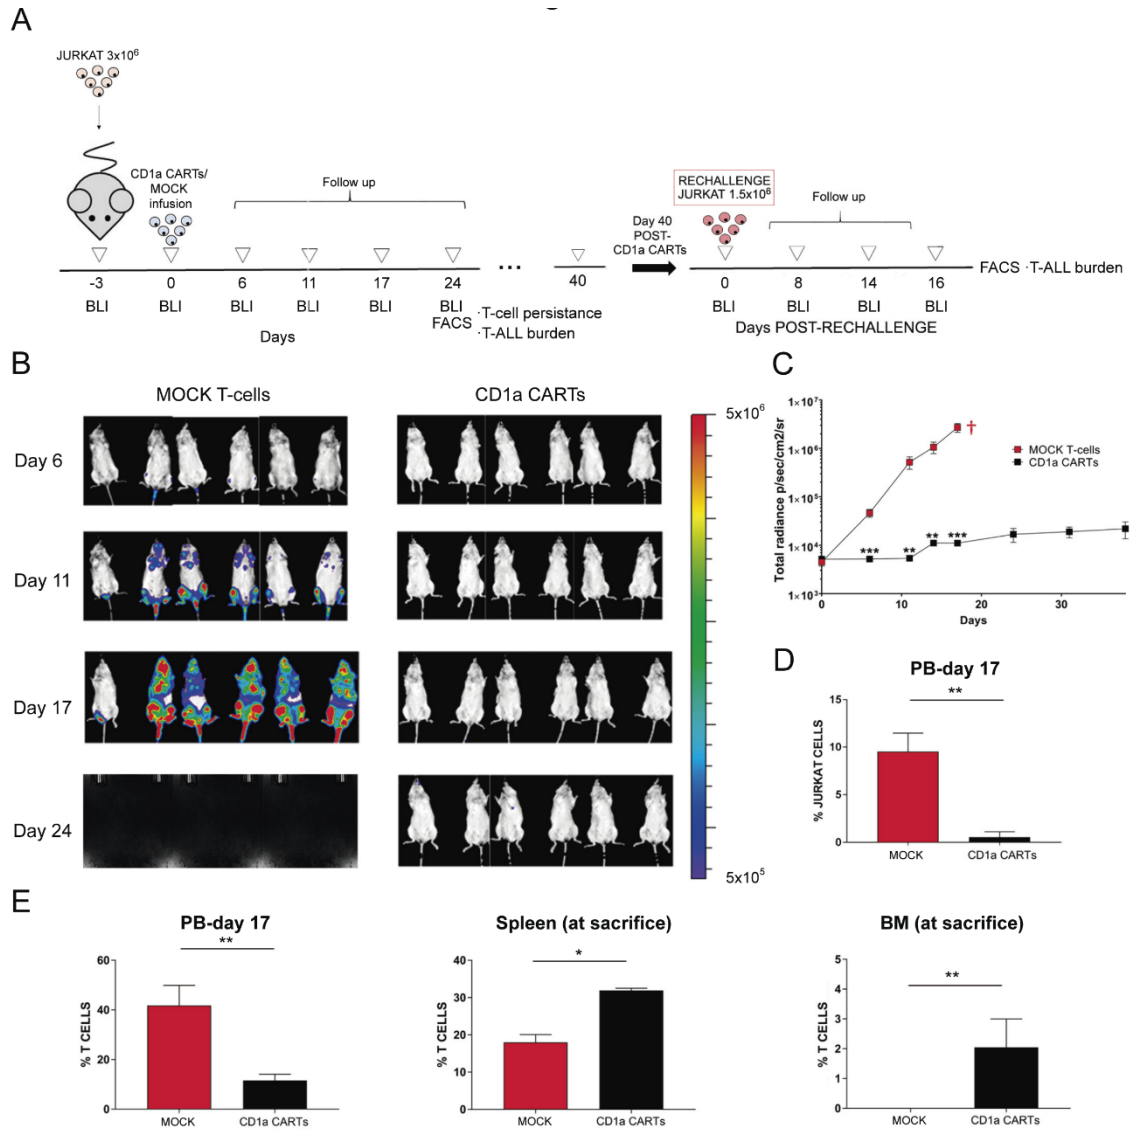 A
JURKAT 3x10⁶
CD1a CARTs/
MOCK
infusion
Follow up
RECHALLENGE
JURKAT 1.5x10⁶
Follow up
Day 40
POST-
CD1a CARTs
-3 0 6 11 17 24 ... 40
0 8 14 16
FACS ·T-ALL burden
BLI BLI BLI BLI BLI BLI
BLI BLI BLI BLI
FACS ·T-cell persistance
·T-ALL burden
Days
Days POST-RECHALLENGE
B
MOCK T-cells
CD1a CARTs
Day 6
Day 11
Day 17
Day 24
5x10⁶
5x10⁵
C
Total radiance p/sec/cm2/sr
1×10⁷
1×10⁶
1×10⁵
1×10⁴
1×10³
†
MOCK T-cells
CD1a CARTs
*** ** ** ***
0 10 20 30
Days
D
PB-day 17
**
% JURKAT CELLS
15
10
5
0
MOCK CD1a CARTs
E
PB-day 17
**
% T CELLS
60
40
20
0
MOCK CD1a CARTs
Spleen (at sacrifice)
*
% T CELLS
40
30
20
10
0
MOCK CD1a CARTs
BM (at sacrifice)
**
% T CELLS
5
4
3
2
1
0
MOCK CD1a CARTs